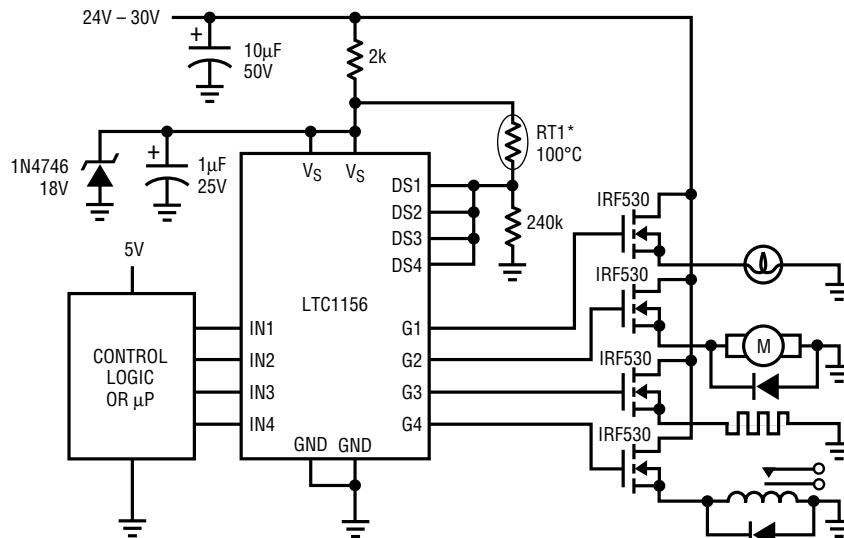 24V – 30V
+
10μF
50V
2k
RT1*
100°C
1N4746
18V
+
1μF
25V
VS
VS
DS1
DS2
DS3
DS4
240k
IRF530
5V
LTC1156
IRF530
CONTROL
LOGIC
OR μP
IN1
IN2
IN3
IN4
G1
G2
G3
G4
M
IRF530
IRF530
GND
GND